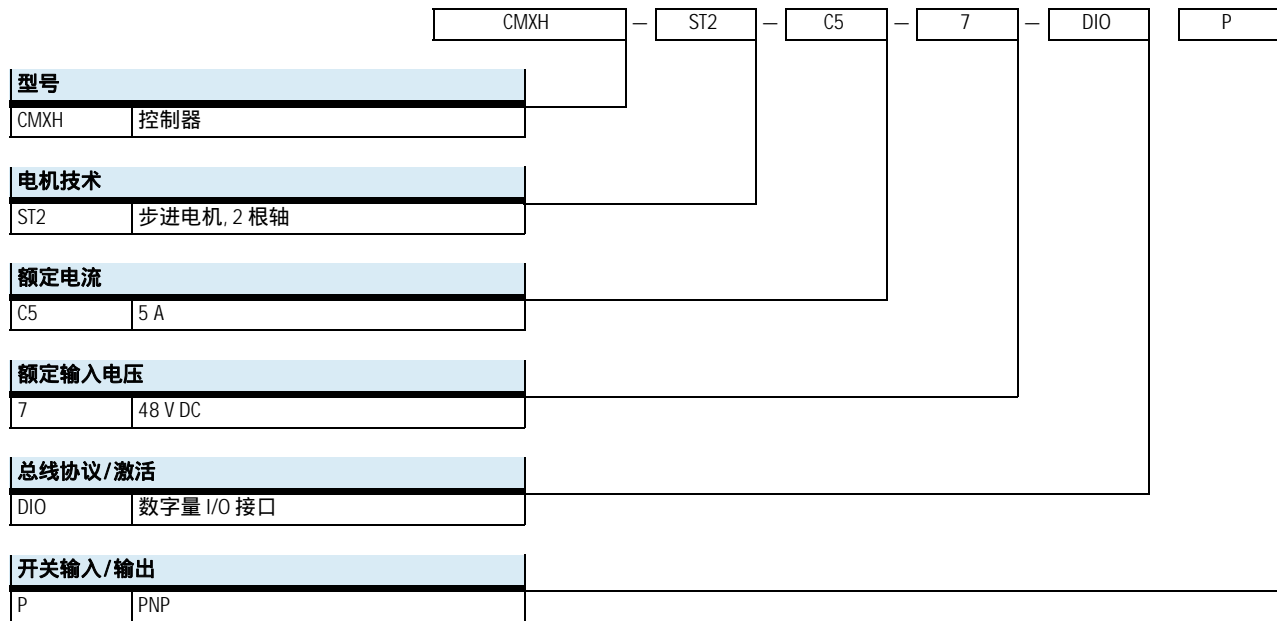 CMXH — ST2 — C5 — 7 — DIO P
型号
CMXH 控制器
电机技术
ST2 步进电机, 2 根轴
额定电流
C5 5 A
额定输入电压
7 48 V DC
总线协议/激活
DIO 数字量 I/O 接口
开关输入/输出
P PNP